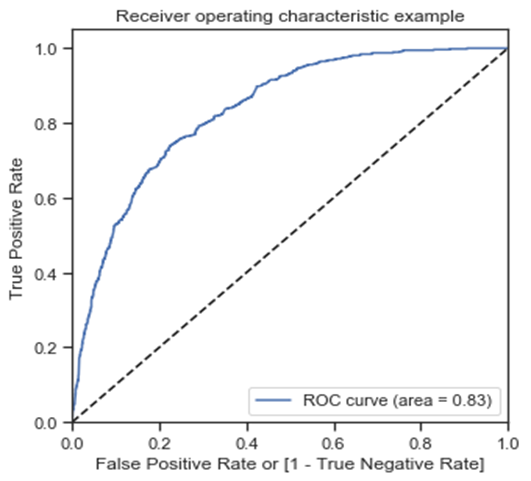 Receiver operating characteristic example
1.0
0.8
0.6
0.4
0.2
0.0
True Positive Rate
ROC curve (area = 0.83)
0.0 0.2 0.4 0.6 0.8 1.0
False Positive Rate or [1 - True Negative Rate]